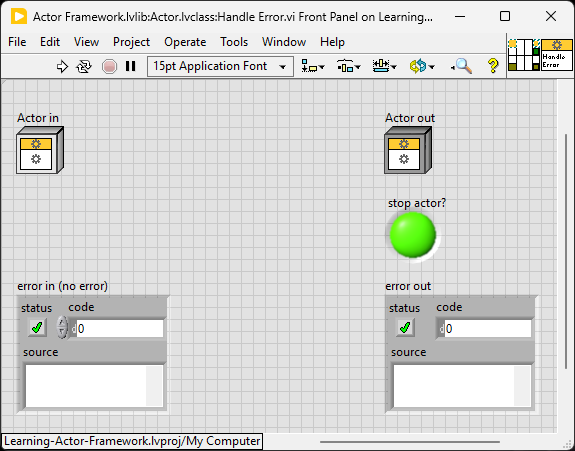 Actor Framework.lvlib:Actor.lvclass:Handle Error.vi Front Panel on Learning...
File Edit View Project Operate Tools Window Help
15pt Application Font
Handle
Error
Actor in
Actor out
stop actor?
error in (no error)
error out
status code
d 0
source
status code
d 0
source
Learning-Actor-Framework.lvproj/My Computer